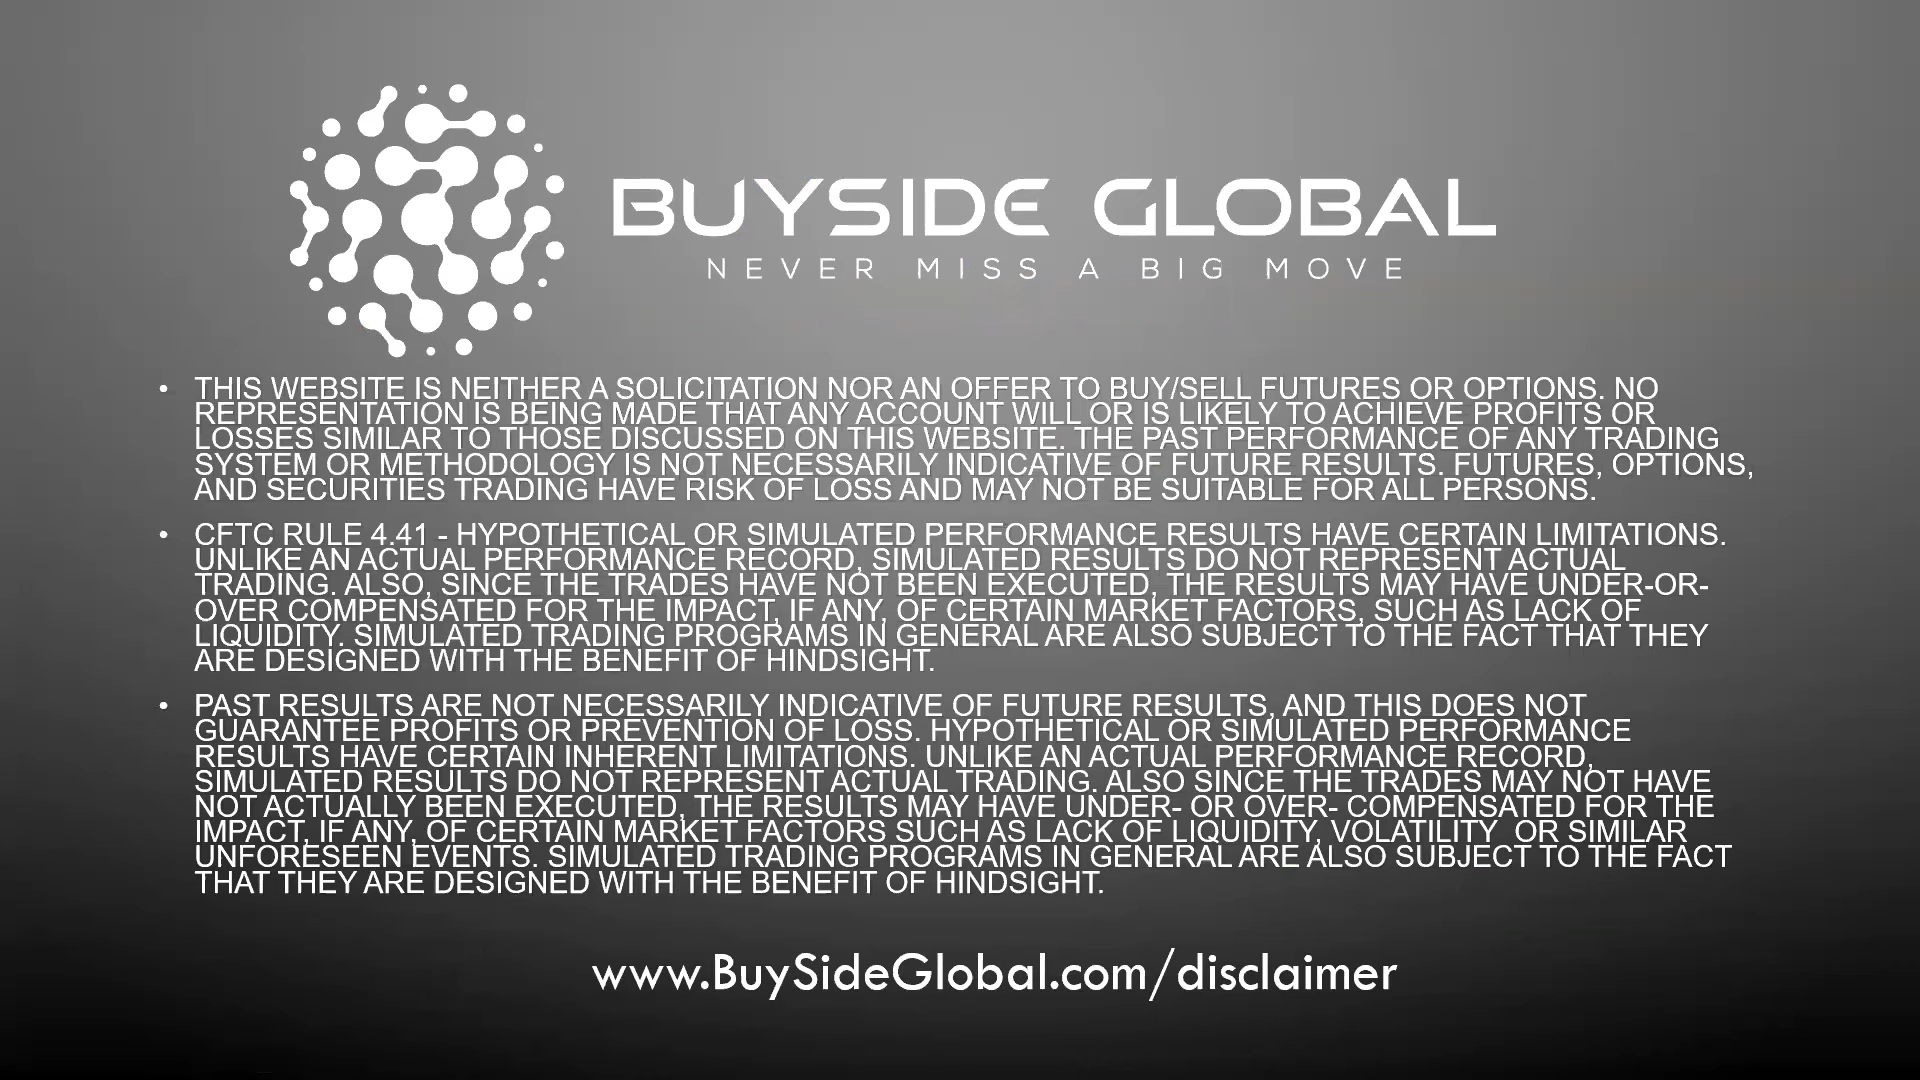 BUYSIDE GLOBAL
NEVER MISS A BIG MOVE
• THIS WEBSITE IS NEITHER A SOLICITATION NOR AN OFFER TO BUY/SELL FUTURES OR OPTIONS. NO
REPRESENTATION IS BEING MADE THAT ANY ACCOUNT WILL OR IS LIKELY TO ACHIEVE PROFITS OR
LOSSES SIMILAR TO THOSE DISCUSSED ON THIS WEBSITE. THE PAST PERFORMANCE OF ANY TRADING
SYSTEM OR METHODOLOGY IS NOT NECESSARILY INDICATIVE OF FUTURE RESULTS. FUTURES, OPTIONS,
AND SECURITIES TRADING HAVE RISK OF LOSS AND MAY NOT BE SUITABLE FOR ALL PERSONS.
• CFTC RULE 4.41 - HYPOTHETICAL OR SIMULATED PERFORMANCE RESULTS HAVE CERTAIN LIMITATIONS.
UNLIKE AN ACTUAL PERFORMANCE RECORD, SIMULATED RESULTS DO NOT REPRESENT ACTUAL
TRADING. ALSO, SINCE THE TRADES HAVE NOT BEEN EXECUTED, THE RESULTS MAY HAVE UNDER-OR-
OVER COMPENSATED FOR THE IMPACT, IF ANY, OF CERTAIN MARKET FACTORS, SUCH AS LACK OF
LIQUIDITY. SIMULATED TRADING PROGRAMS IN GENERAL ARE ALSO SUBJECT TO THE FACT THAT THEY
ARE DESIGNED WITH THE BENEFIT OF HINDSIGHT.
• PAST RESULTS ARE NOT NECESSARILY INDICATIVE OF FUTURE RESULTS, AND THIS DOES NOT
GUARANTEE PROFITS OR PREVENTION OF LOSS. HYPOTHETICAL OR SIMULATED PERFORMANCE
RESULTS HAVE CERTAIN INHERENT LIMITATIONS. UNLIKE AN ACTUAL PERFORMANCE RECORD,
SIMULATED RESULTS DO NOT REPRESENT ACTUAL TRADING. ALSO SINCE THE TRADES MAY NOT HAVE
NOT ACTUALLY BEEN EXECUTED, THE RESULTS MAY HAVE UNDER- OR OVER- COMPENSATED FOR THE
IMPACT, IF ANY, OF CERTAIN MARKET FACTORS SUCH AS LACK OF LIQUIDITY, VOLATILITY  OR SIMILAR
UNFORESEEN EVENTS. SIMULATED TRADING PROGRAMS IN GENERAL ARE ALSO SUBJECT TO THE FACT
THAT THEY ARE DESIGNED WITH THE BENEFIT OF HINDSIGHT.
www.BuySideGlobal.com/disclaimer